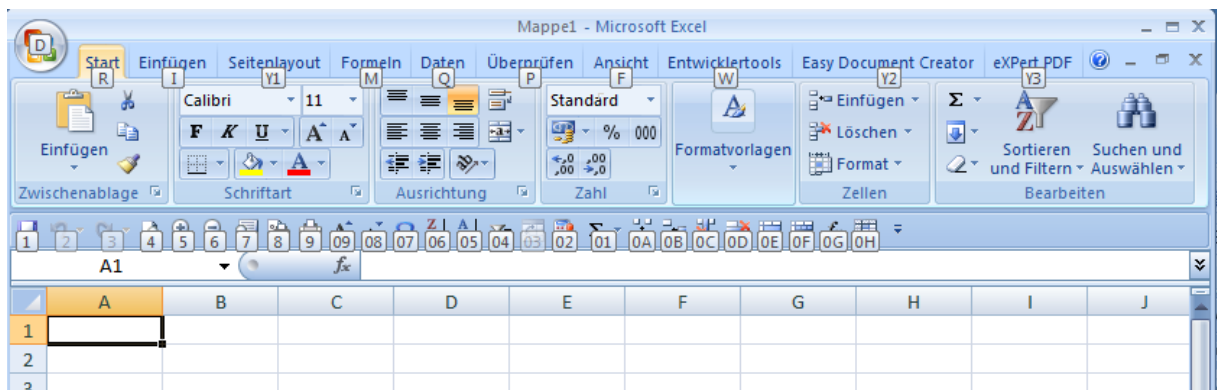 Mappe1 - Microsoft Excel
D
Start Einfügen Seitenlayout Formeln Daten Überprüfen Ansicht Entwicklertools Easy Document Creator eXPert PDF
R I Y1 M Q P F W Y2 Y3
Calibri 11 Standard Einfügen Σ
F K U A A % 000 Löschen
Einfügen Formatvorlagen Format Sortieren und Filtern Suchen und Auswählen
Zwischenablage Schriftart Ausrichtung Zahl Zellen Bearbeiten
1 2 3 4 5 6 7 8 9 09 08 07 06 05 04 03 02 01 0A 0B 0C 0D 0E 0F 0G 0H
A1 fx
A B C D E F G H I J
1
2
3